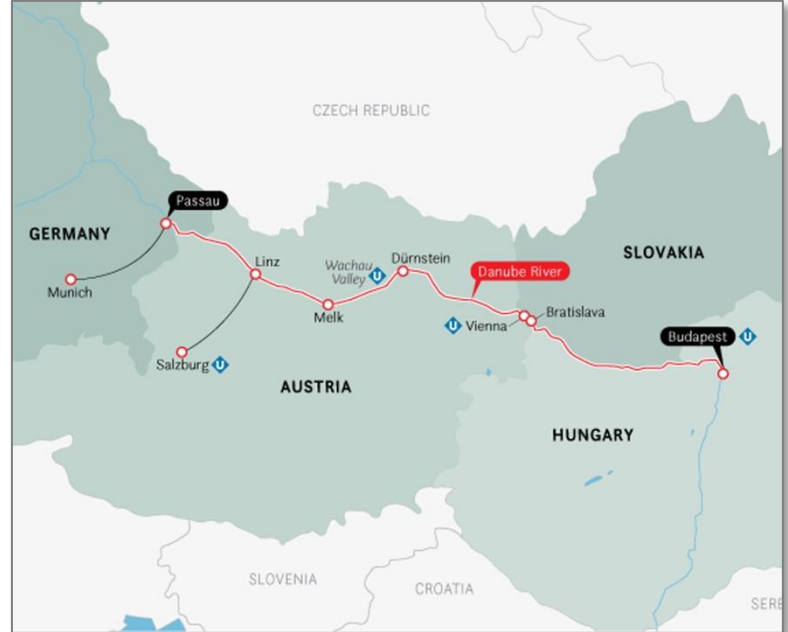 CZECH REPUBLIC
Passau
GERMANY
SLOVAKIA
Linz
Wachau
Valley
U
Dürnstein
Danube River
Munich
Melk
U
Vienna
Bratislava
Budapest
U
Salzburg
U
AUSTRIA
HUNGARY
SLOVENIA
CROATIA
SERB